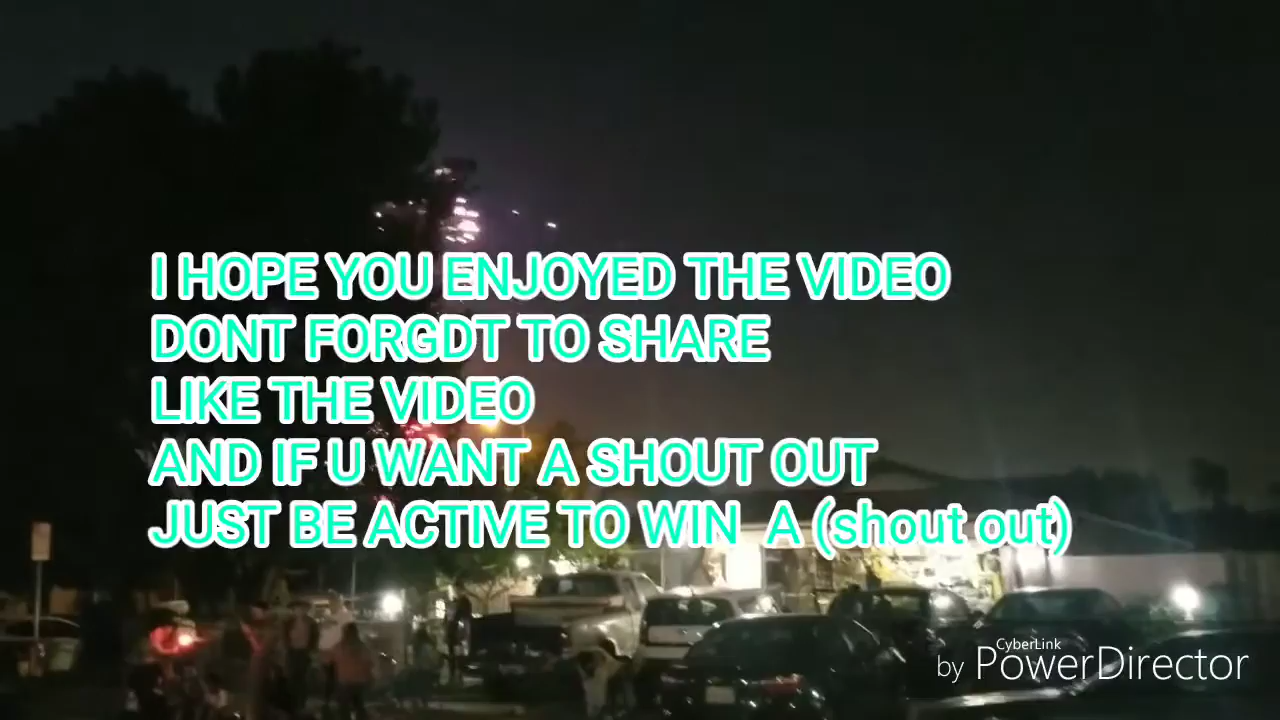 I HOPE YOU ENJOYED THE VIDEO
DONT FORGDT TO SHARE
LIKE THE VIDEO
AND IF U WANT A SHOUT OUT
JUST BE ACTIVE TO WIN A (shout out)
CyberLink
by PowerDirector